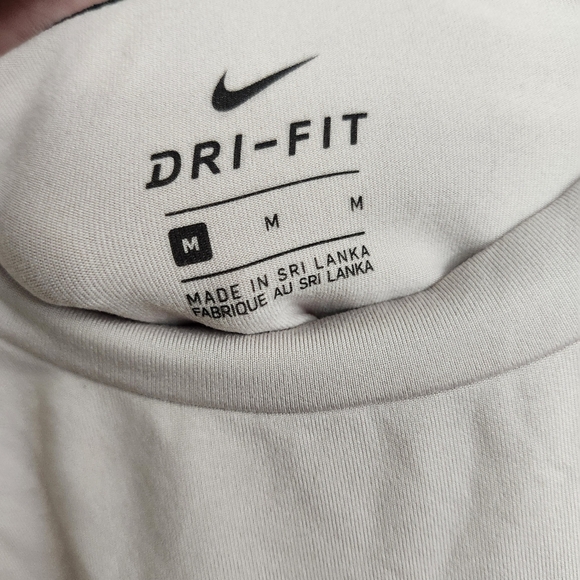 DRI-FIT
M M M
MADE IN SRI LANKA
FABRIQUE AU SRI LANKA